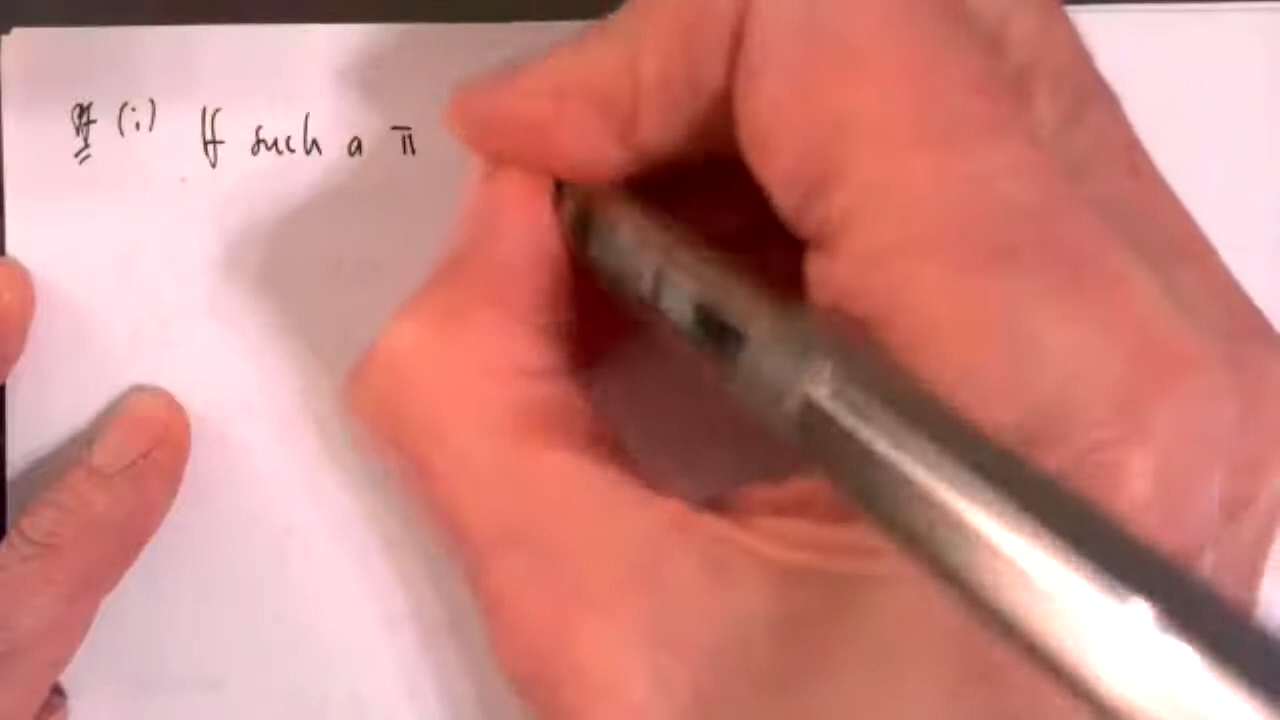 Pf (i) If such a π